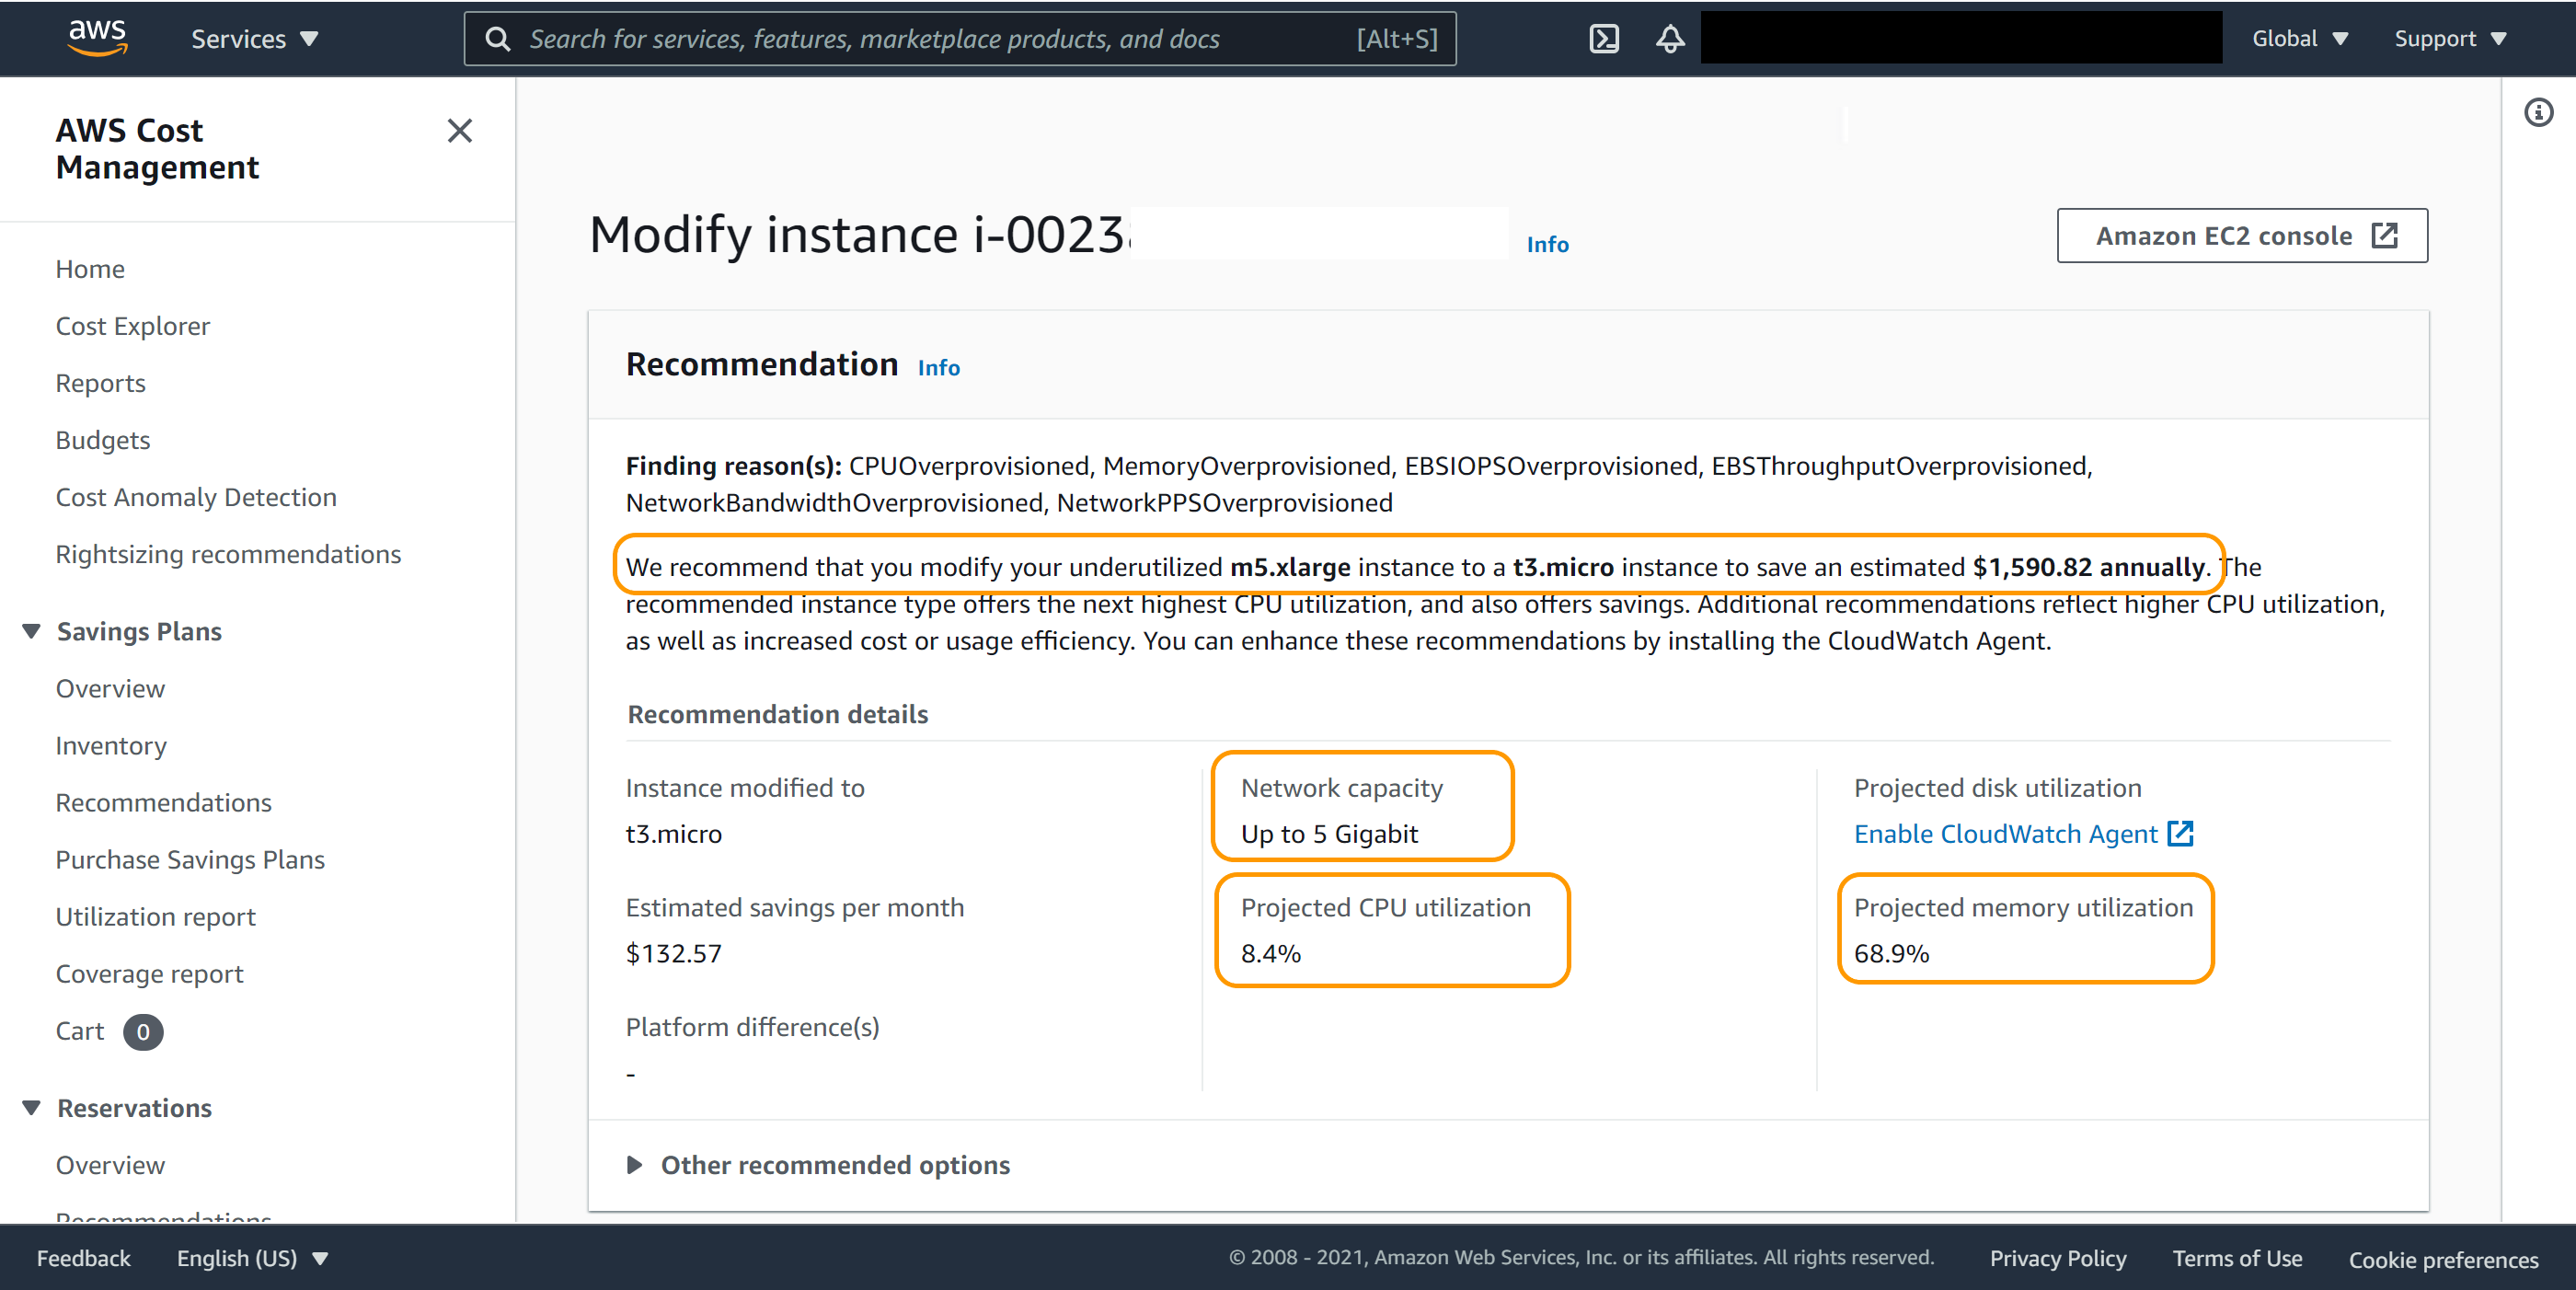 aws
Services
Search for services, features, marketplace products, and docs
[Alt+S]
Global
Support
AWS Cost
Management
Home
Cost Explorer
Reports
Budgets
Cost Anomaly Detection
Rightsizing recommendations
Savings Plans
Overview
Inventory
Recommendations
Purchase Savings Plans
Utilization report
Coverage report
Cart 0
Reservations
Overview
Recommendations
Modify instance i-0023
Info
Amazon EC2 console
Recommendation Info
Finding reason(s): CPUOverprovisioned, MemoryOverprovisioned, EBSIOPSOverprovisioned, EBSThroughputOverprovisioned,
NetworkBandwidthOverprovisioned, NetworkPPSOverprovisioned
We recommend that you modify your underutilized m5.xlarge instance to a t3.micro instance to save an estimated $1,590.82 annually. The
recommended instance type offers the next highest CPU utilization, and also offers savings. Additional recommendations reflect higher CPU utilization,
as well as increased cost or usage efficiency. You can enhance these recommendations by installing the CloudWatch Agent.
Recommendation details
Instance modified to
t3.micro
Estimated savings per month
$132.57
Platform difference(s)
-
Network capacity
Up to 5 Gigabit
Projected CPU utilization
8.4%
Projected disk utilization
Enable CloudWatch Agent
Projected memory utilization
68.9%
Other recommended options
Feedback
English (US)
© 2008 - 2021, Amazon Web Services, Inc. or its affiliates. All rights reserved.
Privacy Policy
Terms of Use
Cookie preferences